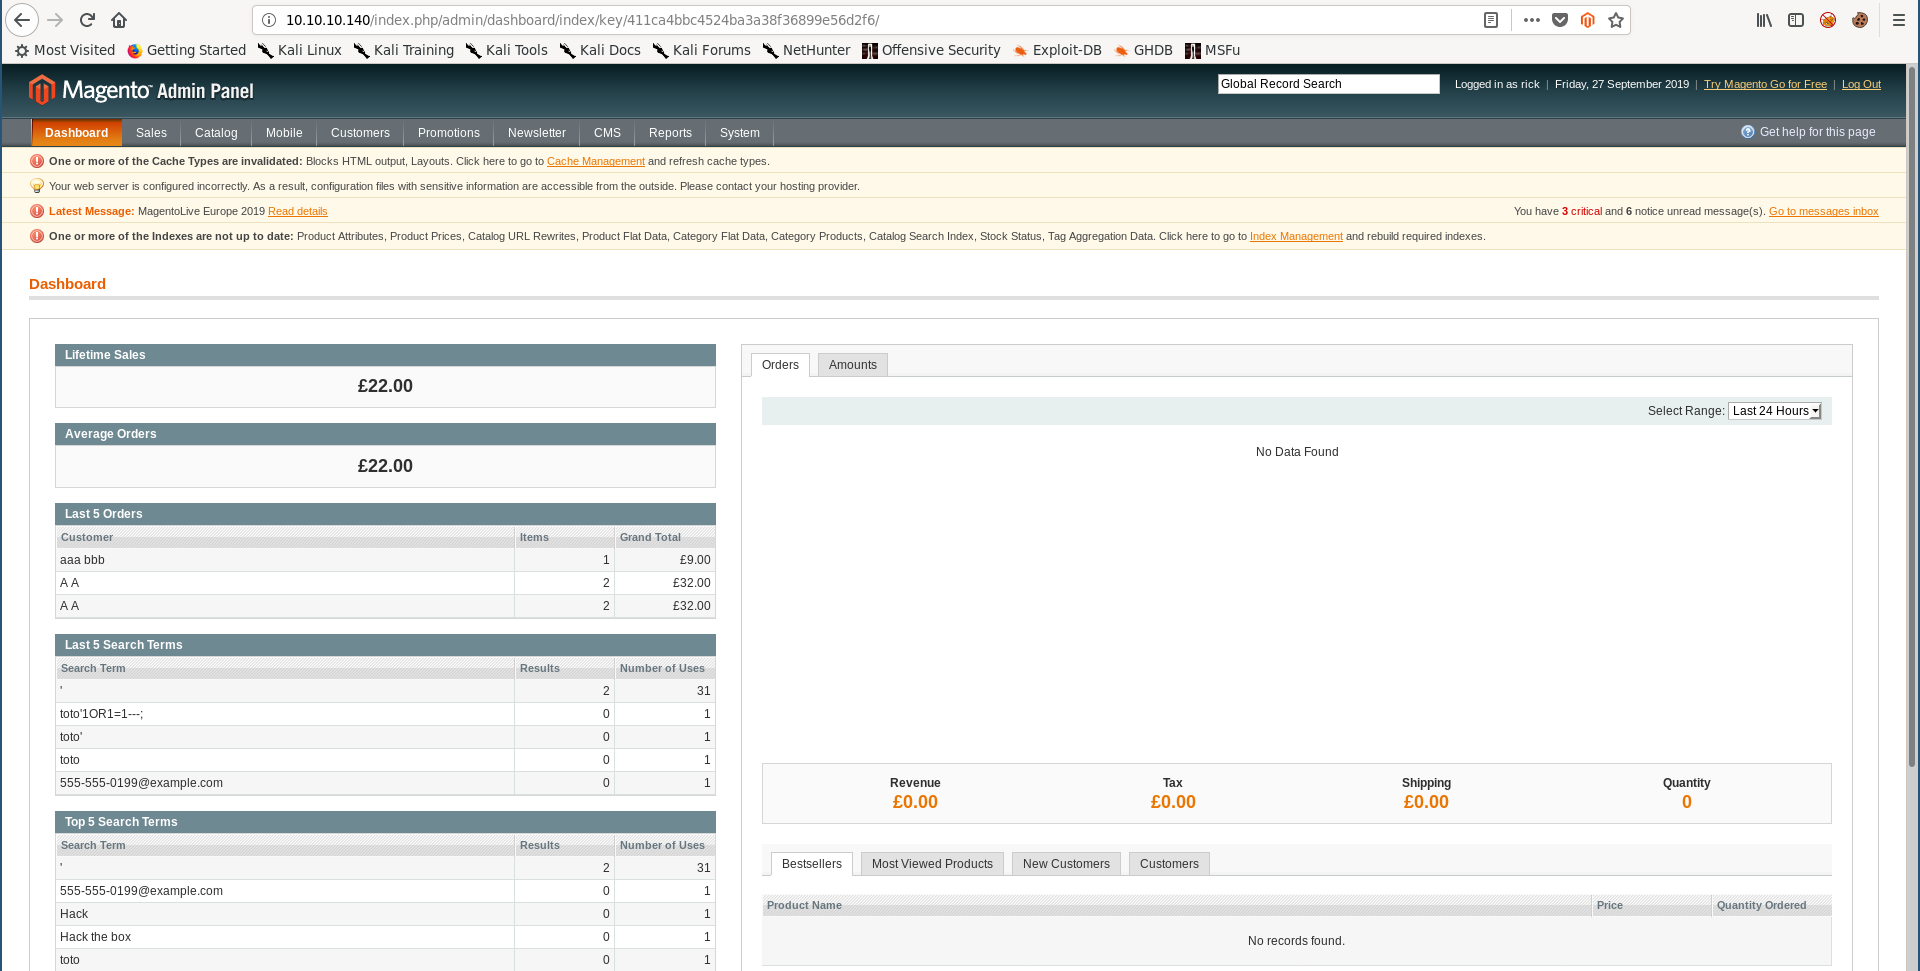 10.10.10.140/index.php/admin/dashboard/index/key/411ca4bbc4524ba3a38f36899e56d2f6/
Most Visited Getting Started Kali Linux Kali Training Kali Tools Kali Docs Kali Forums NetHunter Offensive Security Exploit-DB GHDB MSFu
Magento Admin Panel
Global Record Search Logged in as rick | Friday, 27 September 2019 | Try Magento Go for Free | Log Out
Dashboard Sales Catalog Mobile Customers Promotions Newsletter CMS Reports System Get help for this page
One or more of the Cache Types are invalidated: Blocks HTML output, Layouts. Click here to go to Cache Management and refresh cache types.
Your web server is configured incorrectly. As a result, configuration files with sensitive information are accessible from the outside. Please contact your hosting provider.
Latest Message: MagentoLive Europe 2019 Read details You have 3 critical and 6 notice unread message(s). Go to messages inbox
One or more of the Indexes are not up to date: Product Attributes, Product Prices, Catalog URL Rewrites, Product Flat Data, Category Flat Data, Category Products, Catalog Search Index, Stock Status, Tag Aggregation Data. Click here to go to Index Management and rebuild required indexes.
Dashboard
Lifetime Sales
£22.00
Average Orders
£22.00
Last 5 Orders
Customer Items Grand Total
aaa bbb 1 £9.00
A A 2 £32.00
A A 2 £32.00
Last 5 Search Terms
Search Term Results Number of Uses
' 2 31
toto'1OR1=1---; 0 1
toto' 0 1
toto 0 1
555-555-0199@example.com 0 1
Top 5 Search Terms
Search Term Results Number of Uses
' 2 31
555-555-0199@example.com 0 1
Hack 0 1
Hack the box 0 1
toto 0 1
Orders Amounts
Select Range: Last 24 Hours
No Data Found
Revenue Tax Shipping Quantity
£0.00 £0.00 £0.00 0
Bestsellers Most Viewed Products New Customers Customers
Product Name Price Quantity Ordered
No records found.